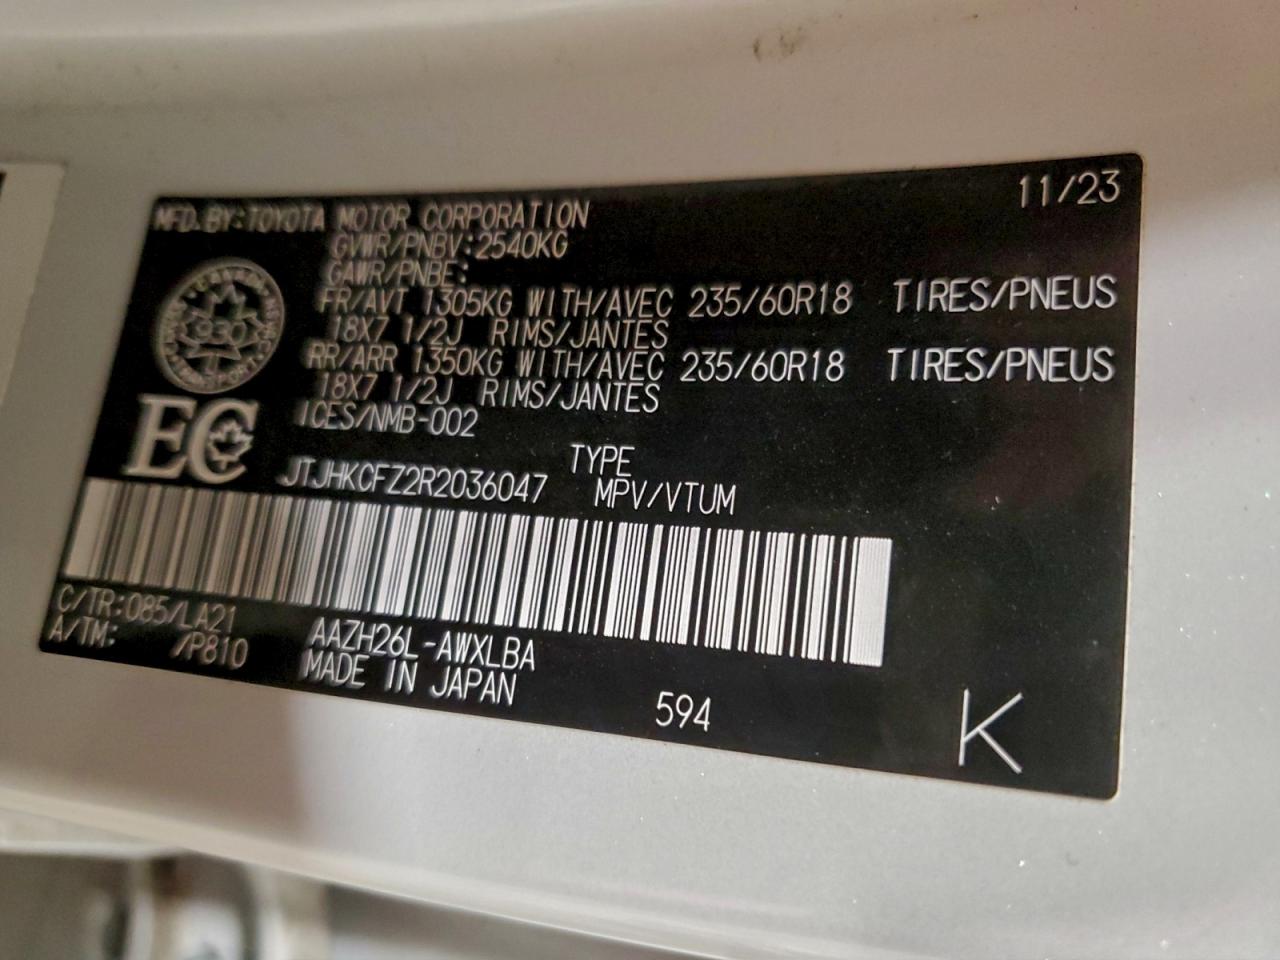 11/23
MFD.BY:TOYOTA MOTOR CORPORATION
GVWR/PNBV:2540KG
GAWR/PNBE:
FR/AVT 1305KG WITH/AVEC 235/60R18 TIRES/PNEUS
18X7 1/2J RIMS/JANTES
RR/ARR 1350KG WITH/AVEC 235/60R18 TIRES/PNEUS
18X7 1/2J RIMS/JANTES
ICES/NMB-002
EC
TYPE
JTJHKCFZ2R2036047 MPV/VTUM
C/TR:085/LA21
A/TM: /P810
AAZH26L-AWXLBA
MADE IN JAPAN
594
K